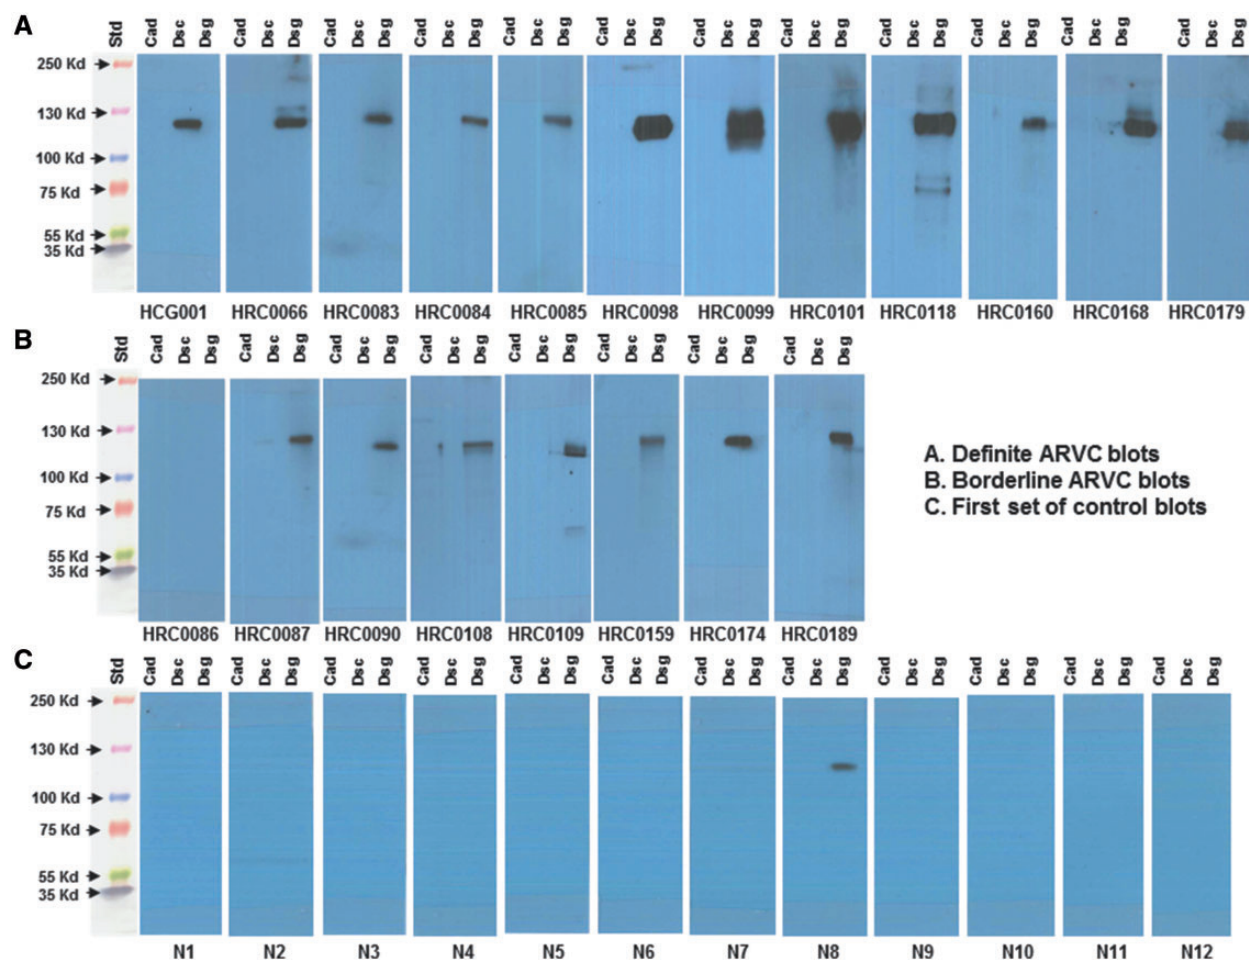 A
Std Cad Dsc Dsg Cad Dsc Dsg Cad Dsc Dsg Cad Dsc Dsg Cad Dsc Dsg Cad Dsc Dsg Cad Dsc Dsg Cad Dsc Dsg Cad Dsc Dsg Cad Dsc Dsg Cad Dsc Dsg Cad Dsc Dsg
250 Kd
130 Kd
100 Kd
75 Kd
55 Kd
35 Kd
HCG001 HRC0066 HRC0083 HRC0084 HRC0085 HRC0098 HRC0099 HRC0101 HRC0118 HRC0160 HRC0168 HRC0179
B
Std Cad Dsc Dsg Cad Dsc Dsg Cad Dsc Dsg Cad Dsc Dsg Cad Dsc Dsg Cad Dsc Dsg Cad Dsc Dsg Cad Dsc Dsg
250 Kd
130 Kd
100 Kd
75 Kd
55 Kd
35 Kd
HRC0086 HRC0087 HRC0090 HRC0108 HRC0109 HRC0159 HRC0174 HRC0189
A. Definite ARVC blots
B. Borderline ARVC blots
C. First set of control blots
C
Std Cad Dsc Dsg Cad Dsc Dsg Cad Dsc Dsg Cad Dsc Dsg Cad Dsc Dsg Cad Dsc Dsg Cad Dsc Dsg Cad Dsc Dsg Cad Dsc Dsg Cad Dsc Dsg Cad Dsc Dsg Cad Dsc Dsg
250 Kd
130 Kd
100 Kd
75 Kd
55 Kd
35 Kd
N1 N2 N3 N4 N5 N6 N7 N8 N9 N10 N11 N12